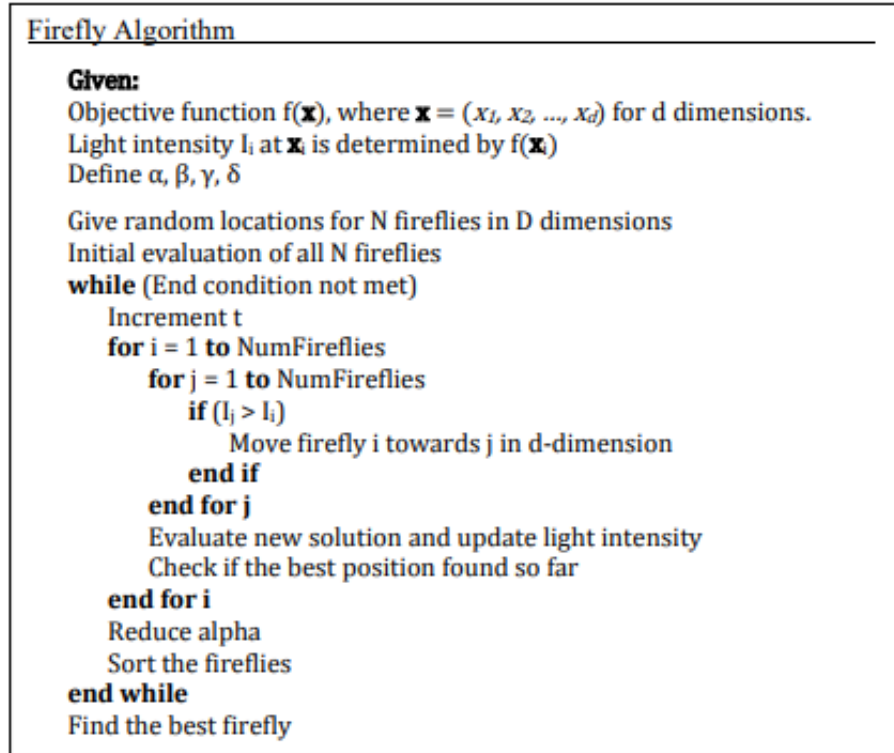 Firefly Algorithm
Given:
Objective function f(x), where x = (x₁, x₂, ..., x_d) for d dimensions.
Light intensity Iᵢ at xᵢ is determined by f(xᵢ)
Define α, β, γ, δ
Give random locations for N fireflies in D dimensions
Initial evaluation of all N fireflies
while (End condition not met)
Increment t
for i = 1 to NumFireflies
for j = 1 to NumFireflies
if (Iⱼ > Iᵢ)
Move firefly i towards j in d-dimension
end if
end for j
Evaluate new solution and update light intensity
Check if the best position found so far
end for i
Reduce alpha
Sort the fireflies
end while
Find the best firefly